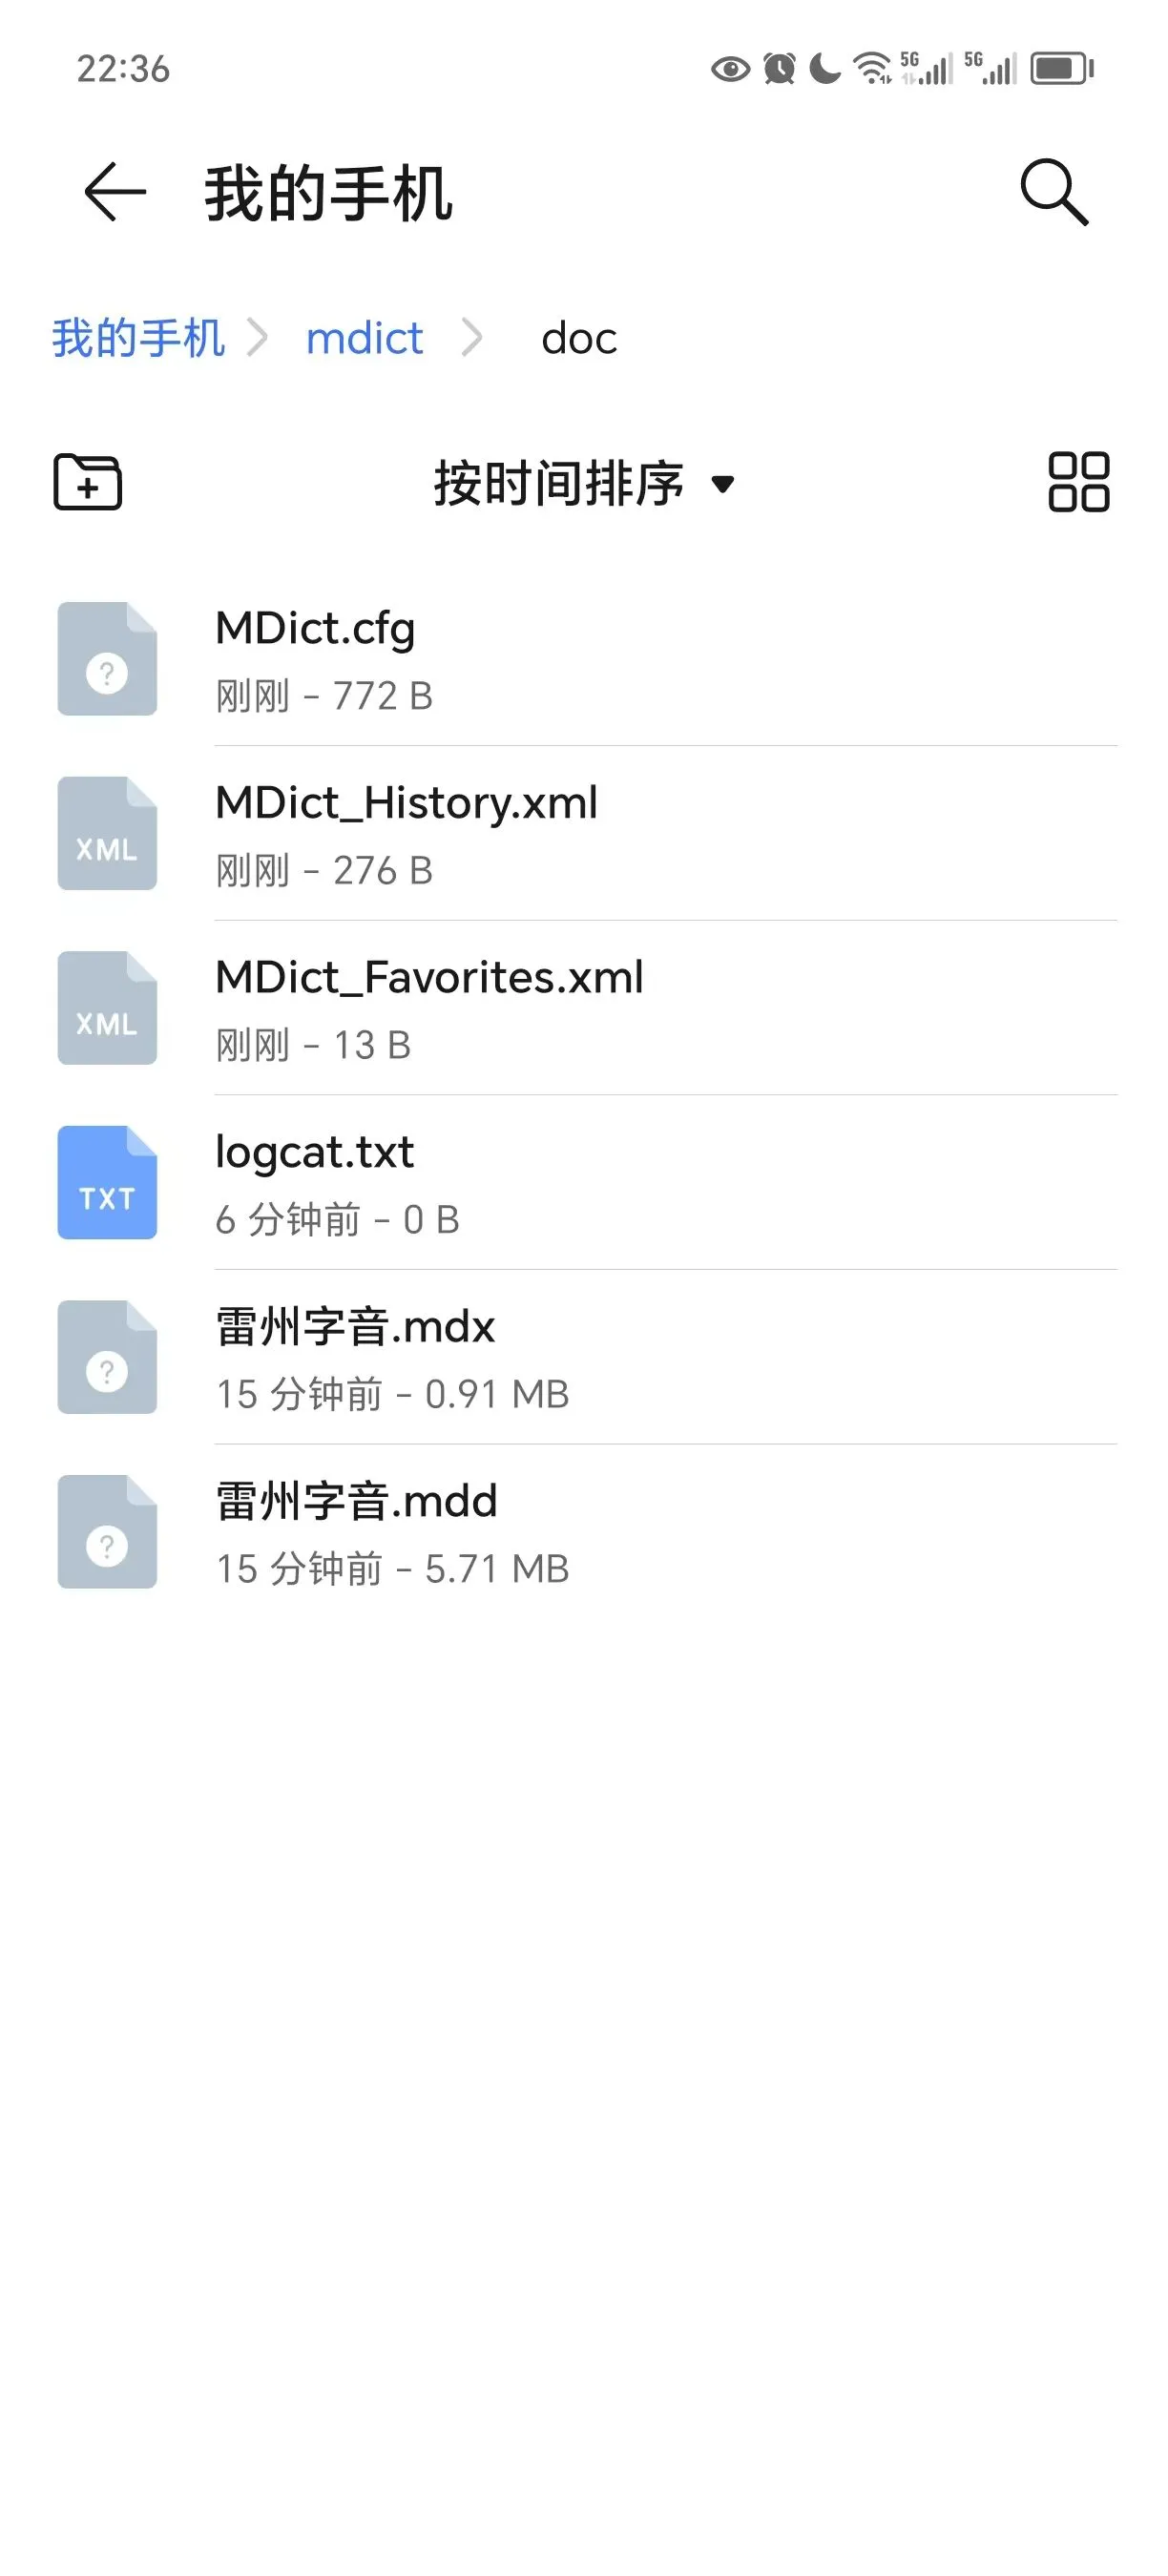 22:36
5G 5G
我的手机
我的手机 mdict doc
按时间排序
MDict.cfg
刚刚 - 772 B
XML
MDict_History.xml
刚刚 - 276 B
XML
MDict_Favorites.xml
刚刚 - 13 B
TXT
logcat.txt
6 分钟前 - 0 B
雷州字音.mdx
15 分钟前 - 0.91 MB
雷州字音.mdd
15 分钟前 - 5.71 MB